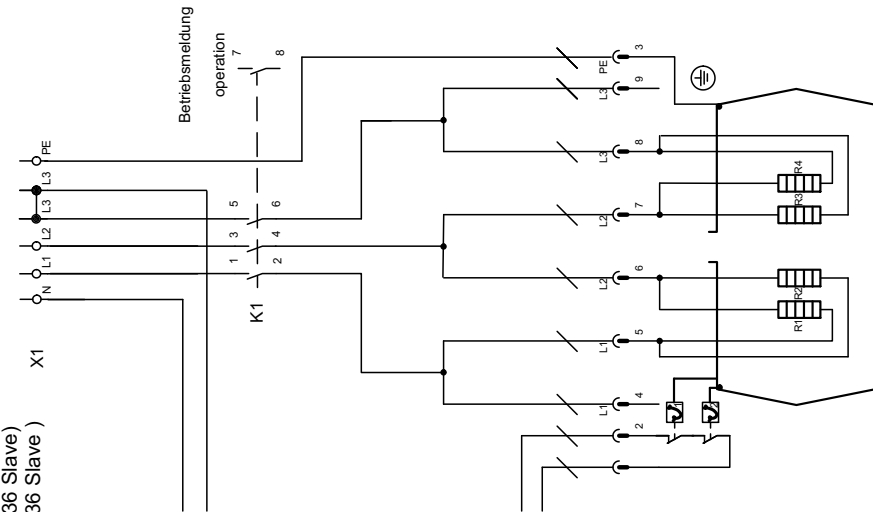 Betriebsmeldung
operation
7
8
PE
L3
L3
L2
L1
N
X1
5
6
3
4
1
2
K1
PE
3
L3
9
L3
8
L2
7
L2
6
L1
5
L1
4
2
R4
R3
R2
R1
36 Slave)
36 Slave )